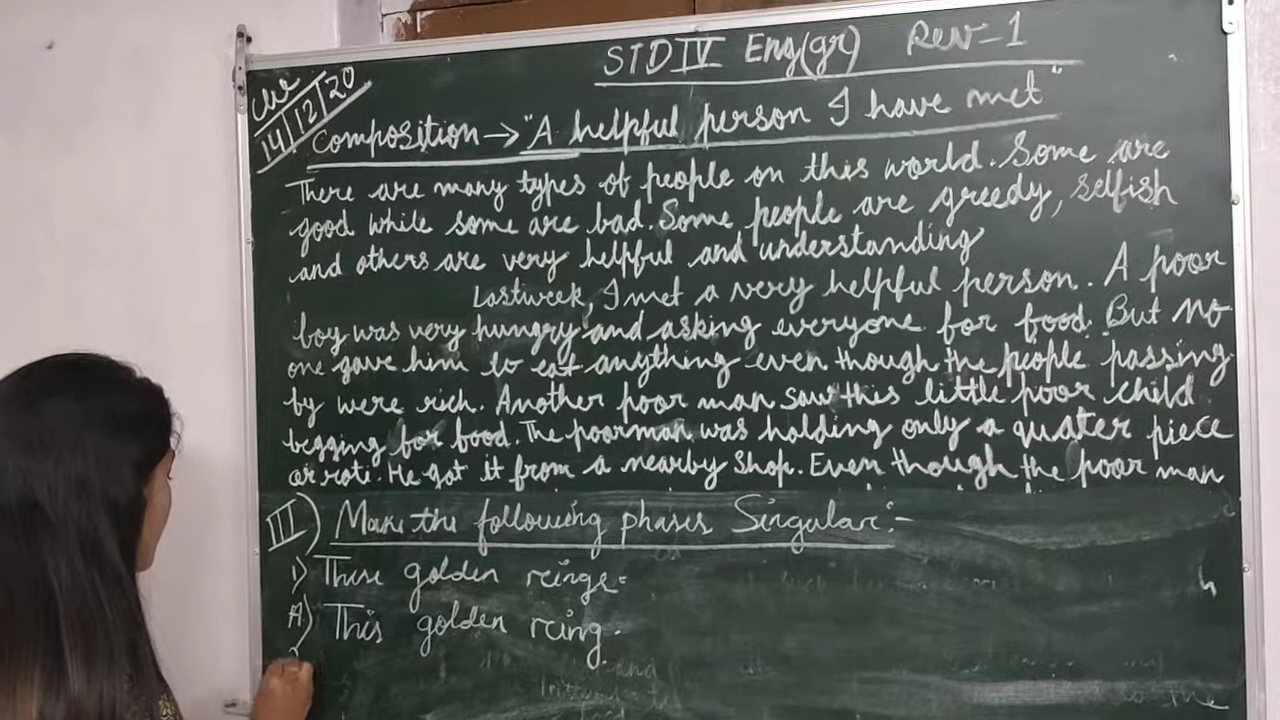 STD IV Eng(gr) Rev-1
CW
14/12/20
Composition → "A helpful person I have met"
There are many types of people on this world. Some are
good while some are bad. Some people are greedy, selfish
and others are very helpful and understanding
Lastweek, I met a very helpful person. A poor
boy was very hungry and asking everyone for food. But no
one gave him to eat anything even though the people passing
by were rich. Another poor man saw this little poor child
begging for food. The poorman was holding only a quater piece
or roti. He got it from a nearby shop. Even though the poor man
III) Make the following phases Singular:-
1) These golden rings.
A) This golden ring.